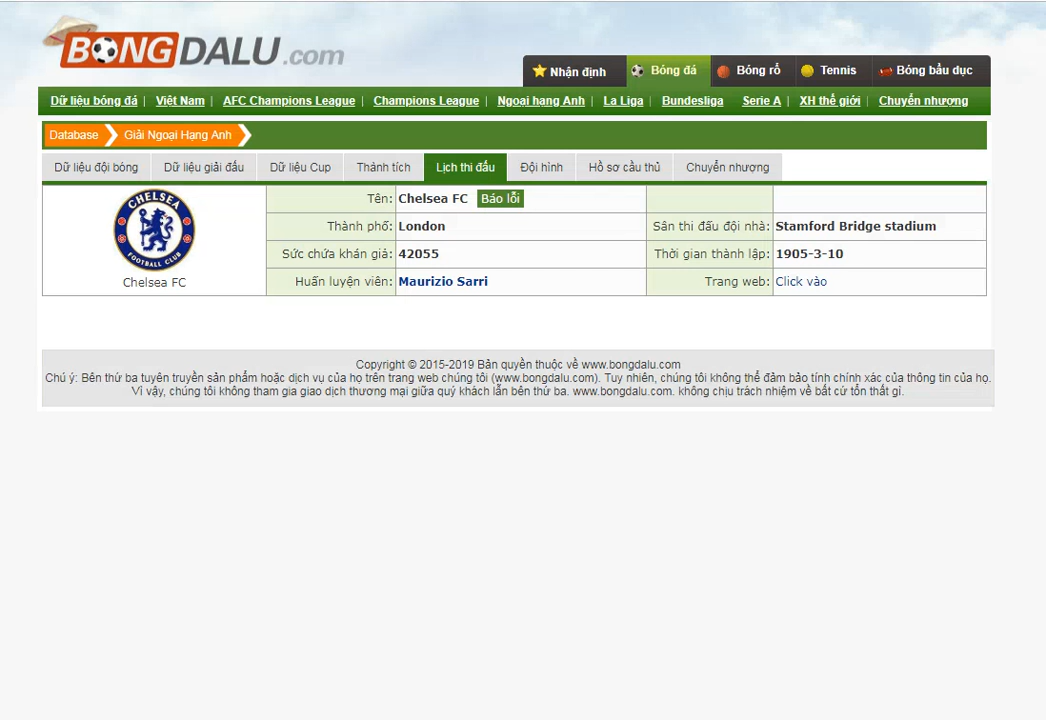 BONGDALU.com
Nhận định Bóng đá Bóng rổ Tennis Bóng bầu dục
Dữ liệu bóng đá | Việt Nam | AFC Champions League | Champions League | Ngoại hạng Anh | La Liga | Bundesliga Serie A | XH thế giới | Chuyển nhượng
Database Giải Ngoại Hạng Anh
Dữ liệu đội bóng Dữ liệu giải đấu Dữ liệu Cup Thành tích Lịch thi đấu Đội hình Hồ sơ cầu thủ Chuyển nhượng
CHELSEA
FOOTBALL CLUB
Chelsea FC
Tên: Chelsea FC Báo lỗi
Thành phố: London Sân thi đấu đội nhà: Stamford Bridge stadium
Sức chứa khán giả: 42055 Thời gian thành lập: 1905-3-10
Huấn luyện viên: Maurizio Sarri Trang web: Click vào
Copyright © 2015-2019 Bản quyền thuộc về www.bongdalu.com
Chú ý: Bên thứ ba tuyên truyền sản phẩm hoặc dịch vụ của họ trên trang web chúng tôi (www.bongdalu.com). Tuy nhiên, chúng tôi không thể đảm bảo tính chính xác của thông tin của họ.
Vì vậy, chúng tôi không tham gia giao dịch thương mại giữa quý khách lẫn bên thứ ba. www.bongdalu.com. không chịu trách nhiệm về bất cứ tổn thất gì.